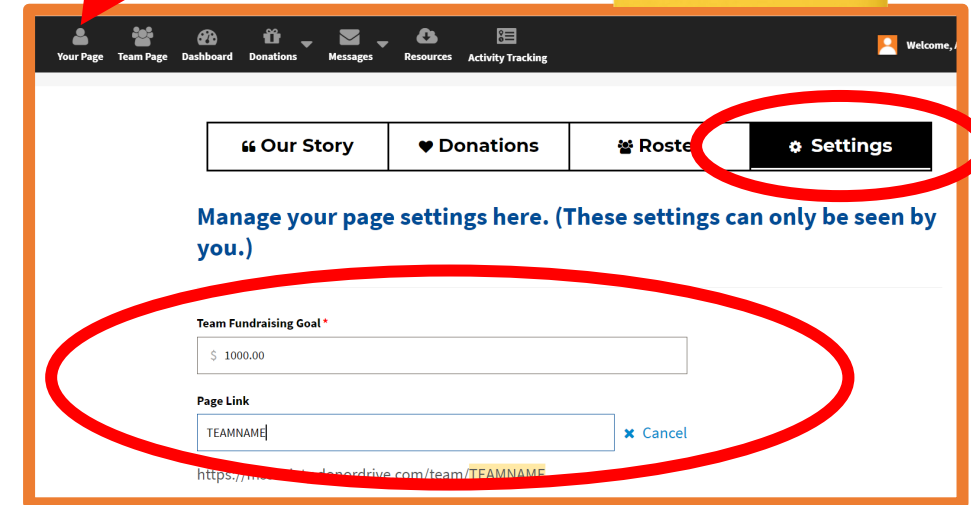 Your Page Team Page Dashboard Donations Messages Resources Activity Tracking Welcome,
Our Story Donations Roste Settings
Manage your page settings here. (These settings can only be seen by
you.)
Team Fundraising Goal *
$ 1000.00
Page Link
TEAMNAME
Cancel
https:// donordrive.com/team/TEAMNAME